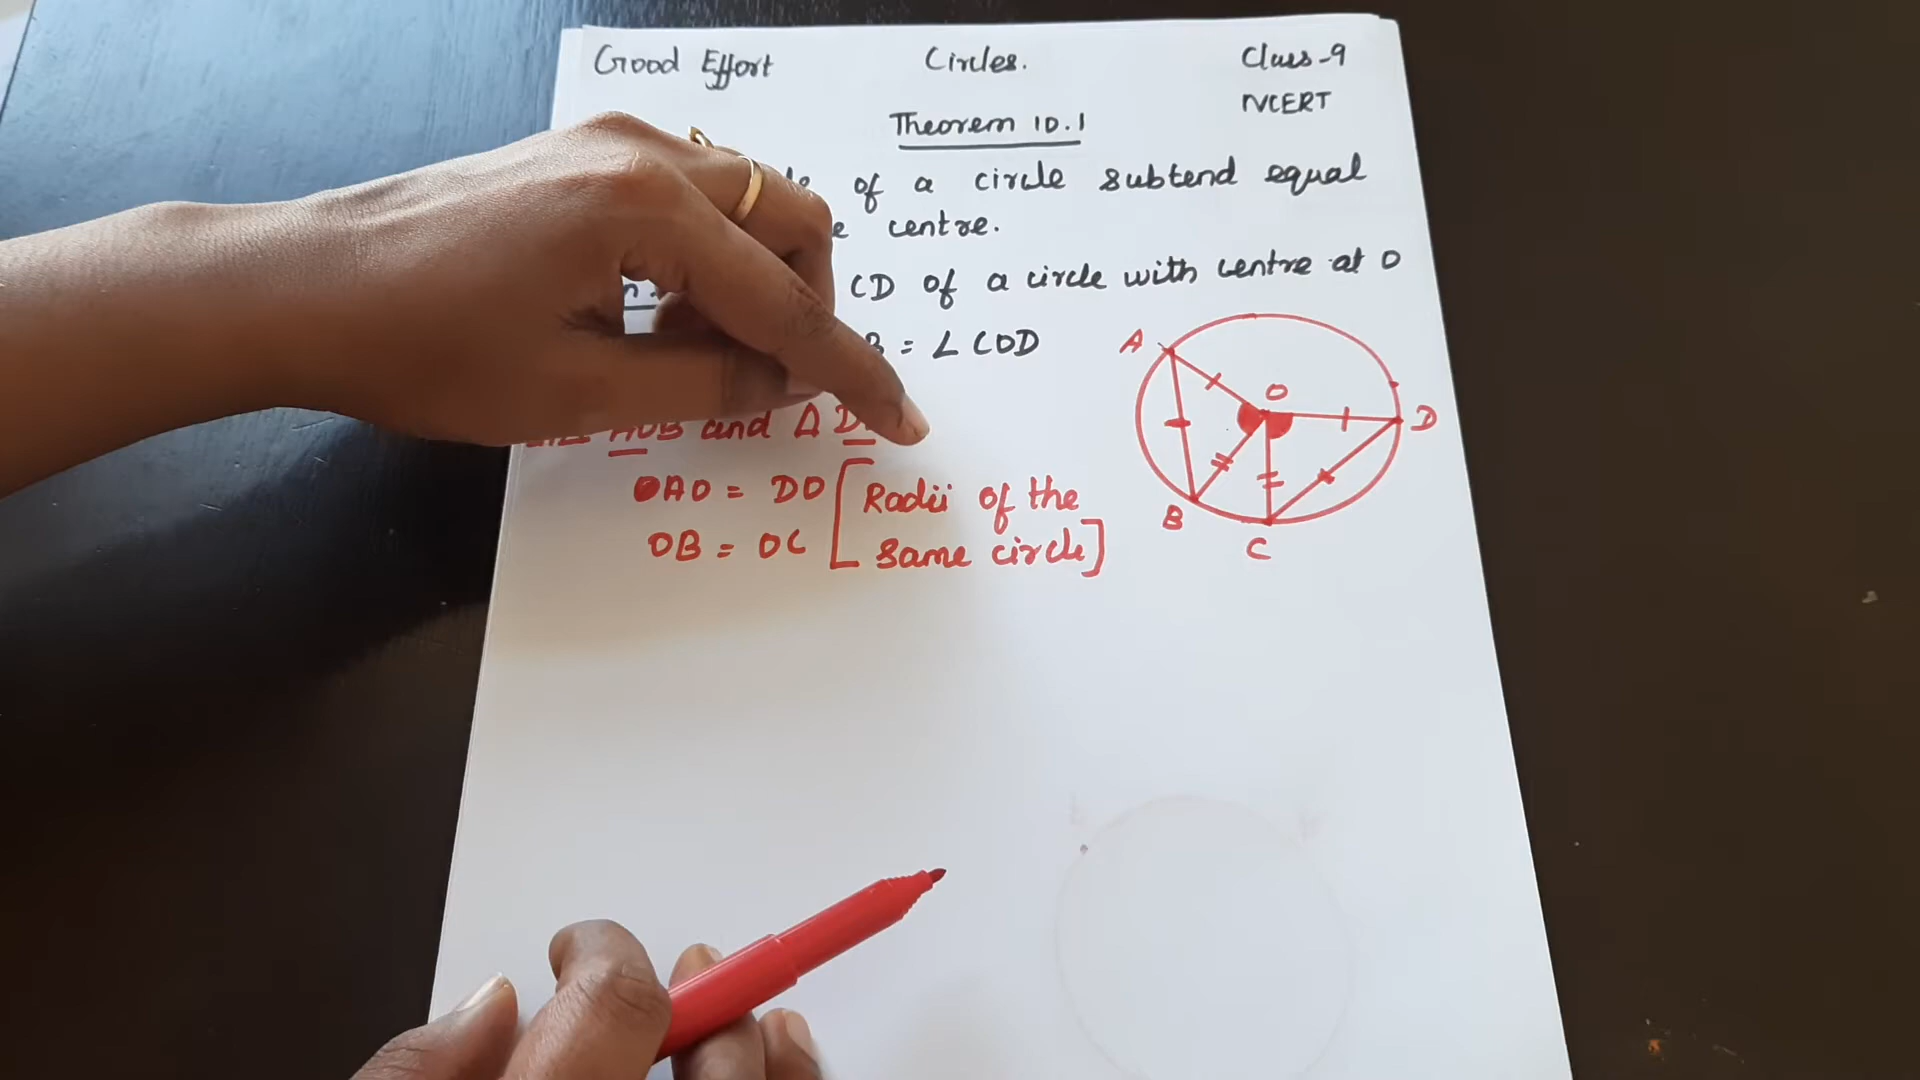 Good Effort
Circles.
Class-9
NCERT
Theorem 10.1
of a circle subtend equal
centre.
CD of a circle with centre at O
B = ∠ COD
AOB and Δ D
AO = DO [Radii of the
OB = OC same circle]
A
O
D
B
C